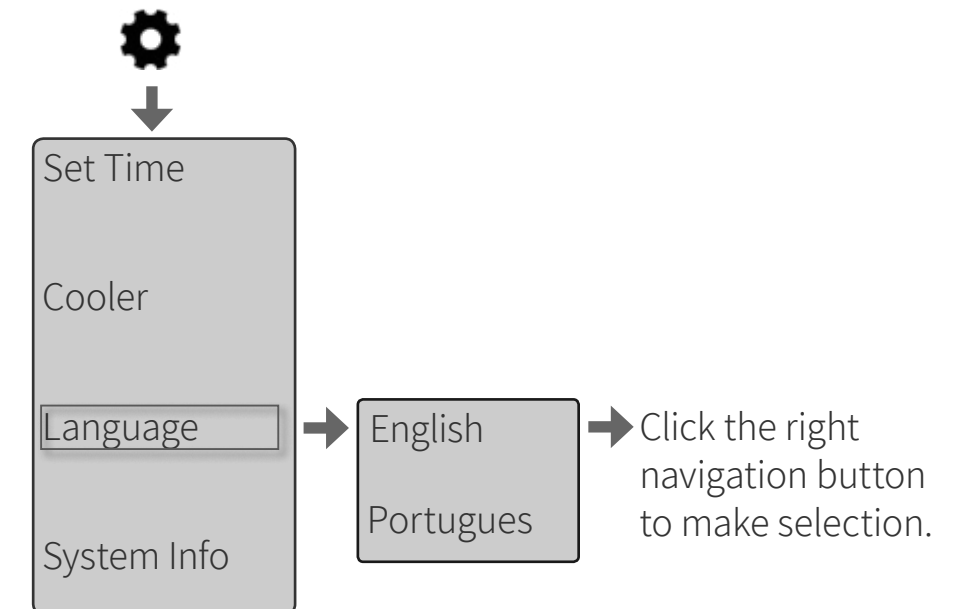 Set Time
Cooler
Language
System Info
English
Portugues
Click the right
navigation button
to make selection.